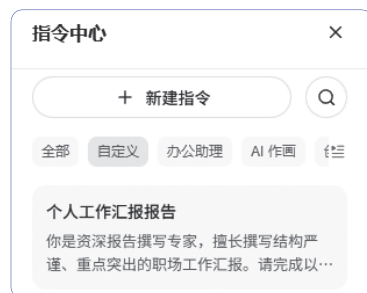 指令中心
新建指令
全部 自定义 办公助理 AI 作画
个人工作汇报报告
你是资深报告撰写专家，擅长撰写结构严
谨、重点突出的职场工作汇报。请完成以…